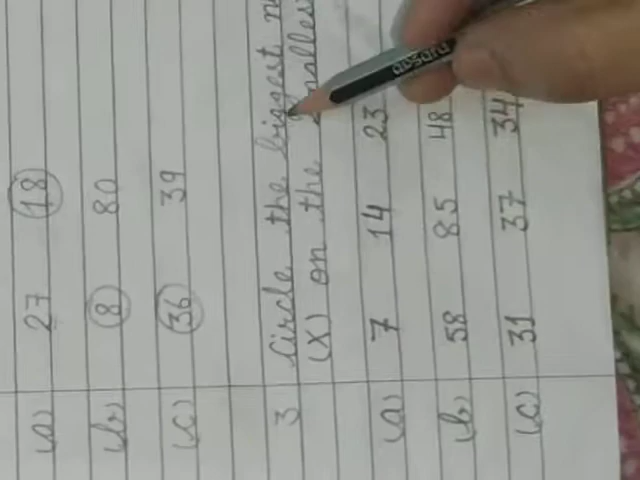 (a) 27 18
(b) 8 80
(c) 36 39
3 Circle the biggest
(X) on the
(a) 7 14 23
(b) 58 85 48
(c) 31 37 34
absara